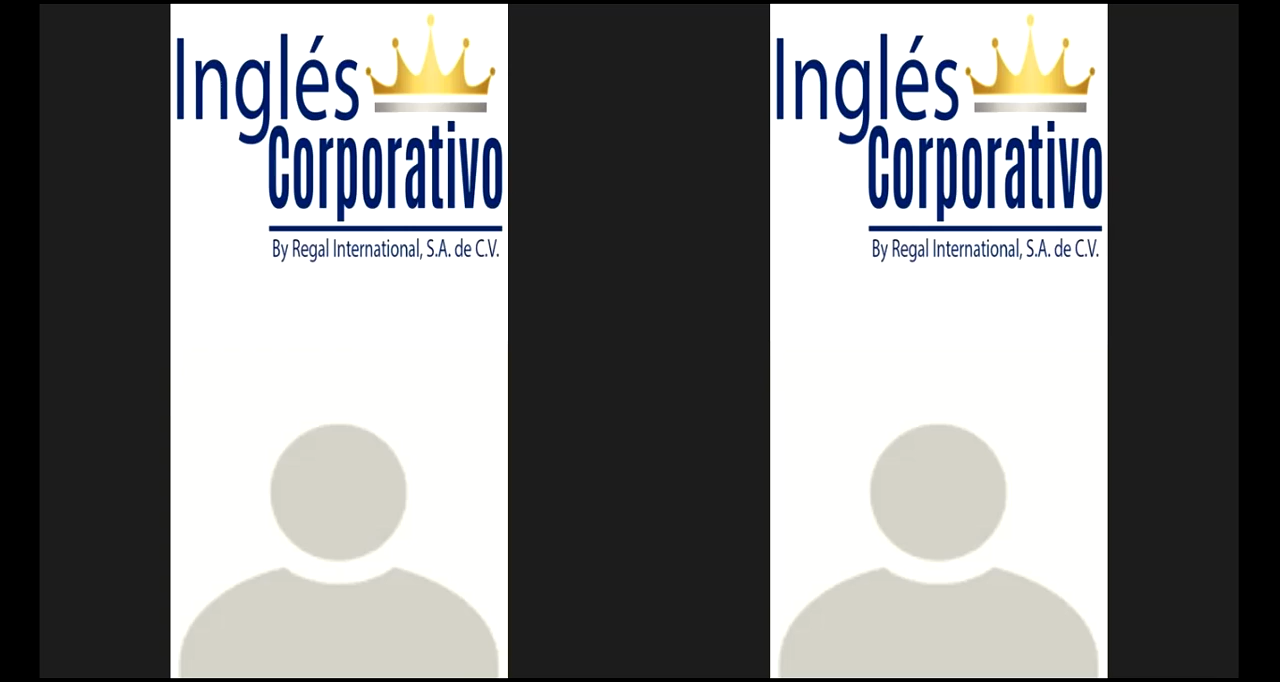 Inglés
Corporativo
By Regal International, S.A. de C.V.
Inglés
Corporativo
By Regal International, S.A. de C.V.